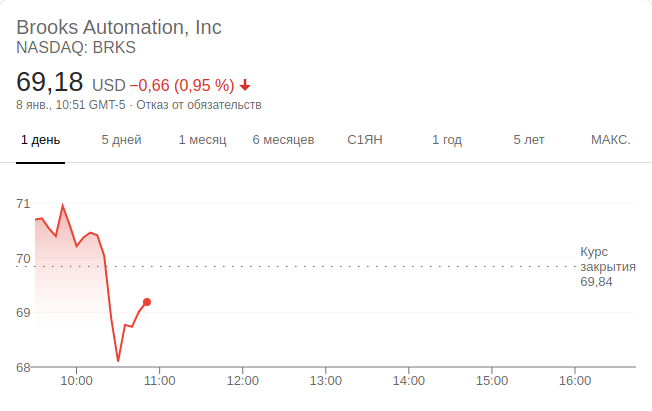 Brooks Automation, Inc
NASDAQ: BRKS
69,18 USD −0,66 (0,95 %)
8 янв., 10:51 GMT-5 · Отказ от обязательств
1 день 5 дней 1 месяц 6 месяцев С1ЯН 1 год 5 лет МАКС.
71
70
69
68
Курс
закрытия
69,84
10:00 11:00 12:00 13:00 14:00 15:00 16:00